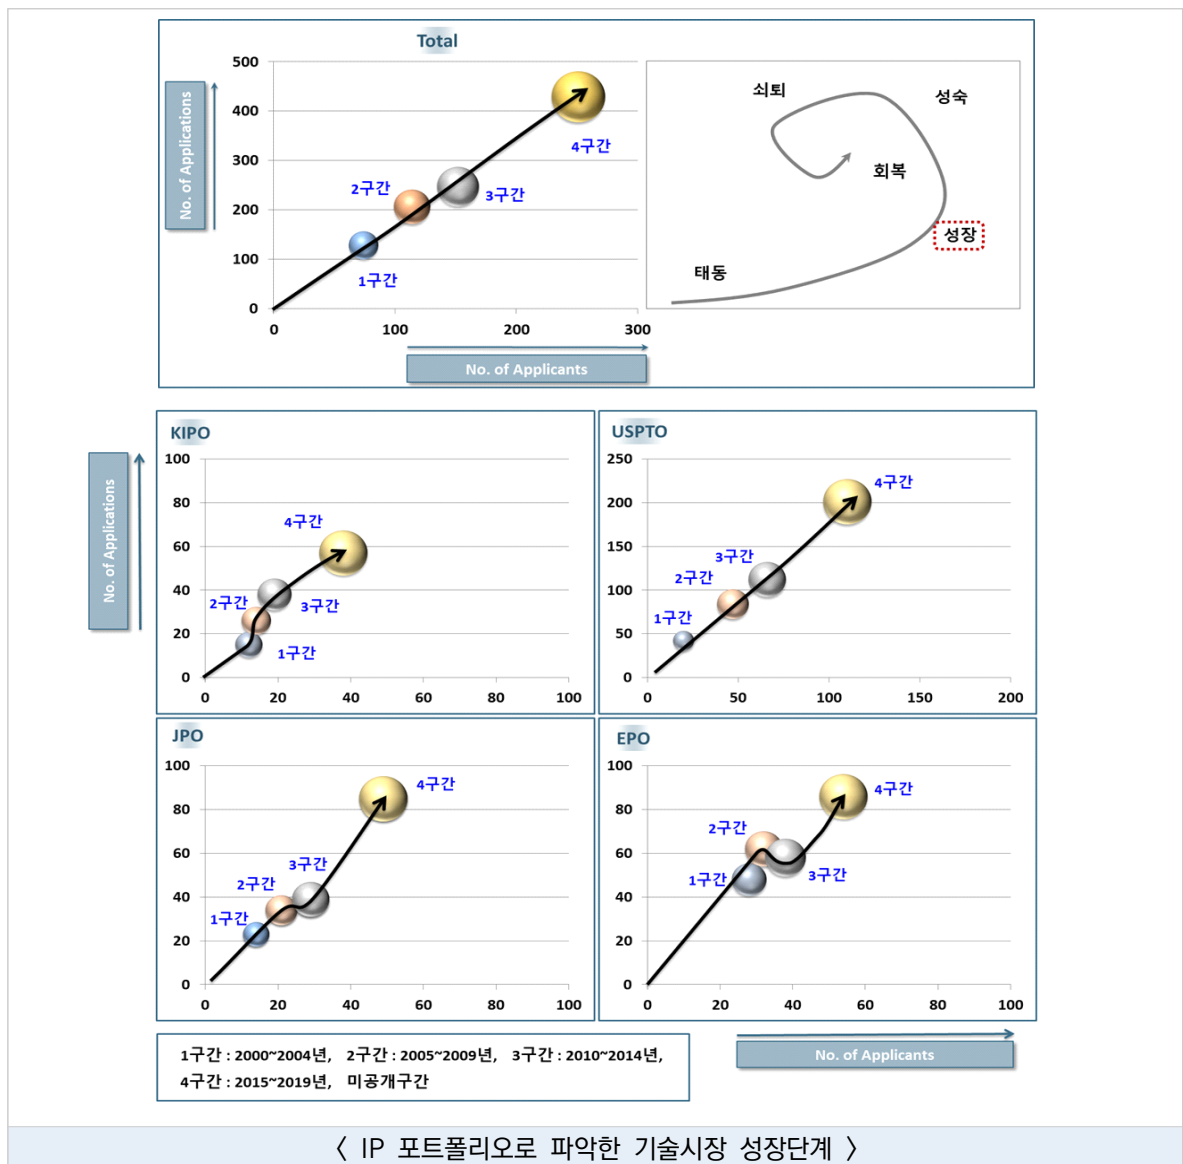 Total
No. of Applications
500
400
300
200
100
0
0 100 200 300
1구간
2구간
3구간
4구간
No. of Applicants
쇠퇴
성숙
회복
성장
태동
KIPO
No. of Applications
100
80
60
40
20
0
0 20 40 60 80 100
1구간
2구간
3구간
4구간
USPTO
250
200
150
100
50
0
0 50 100 150 200
1구간
2구간
3구간
4구간
JPO
100
80
60
40
20
0
0 20 40 60 80 100
1구간
2구간
3구간
4구간
EPO
100
80
60
40
20
0
0 20 40 60 80 100
1구간
2구간
3구간
4구간
No. of Applicants
1구간 : 2000~2004년, 2구간 : 2005~2009년, 3구간 : 2010~2014년,
4구간 : 2015~2019년, 미공개구간
〈 IP 포트폴리오로 파악한 기술시장 성장단계 〉